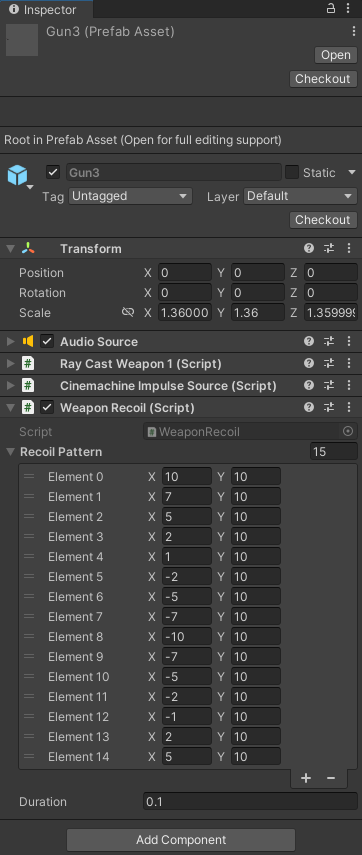 Inspector
Gun3 (Prefab Asset)
Open
Checkout
Root in Prefab Asset (Open for full editing support)
Gun3 Static
Tag Untagged Layer Default
Checkout
Transform
Position X 0 Y 0 Z 0
Rotation X 0 Y 0 Z 0
Scale X 1.36000 Y 1.36 Z 1.359999
# Audio Source
# Ray Cast Weapon 1 (Script)
# Cinemachine Impulse Source (Script)
# Weapon Recoil (Script)
Script WeaponRecoil
Recoil Pattern 15
Element 0 X 10 Y 10
Element 1 X 7 Y 10
Element 2 X 5 Y 10
Element 3 X 2 Y 10
Element 4 X 1 Y 10
Element 5 X -2 Y 10
Element 6 X -5 Y 10
Element 7 X -7 Y 10
Element 8 X -10 Y 10
Element 9 X -7 Y 10
Element 10 X -5 Y 10
Element 11 X -2 Y 10
Element 12 X -1 Y 10
Element 13 X 2 Y 10
Element 14 X 5 Y 10
+ −
Duration 0.1
Add Component